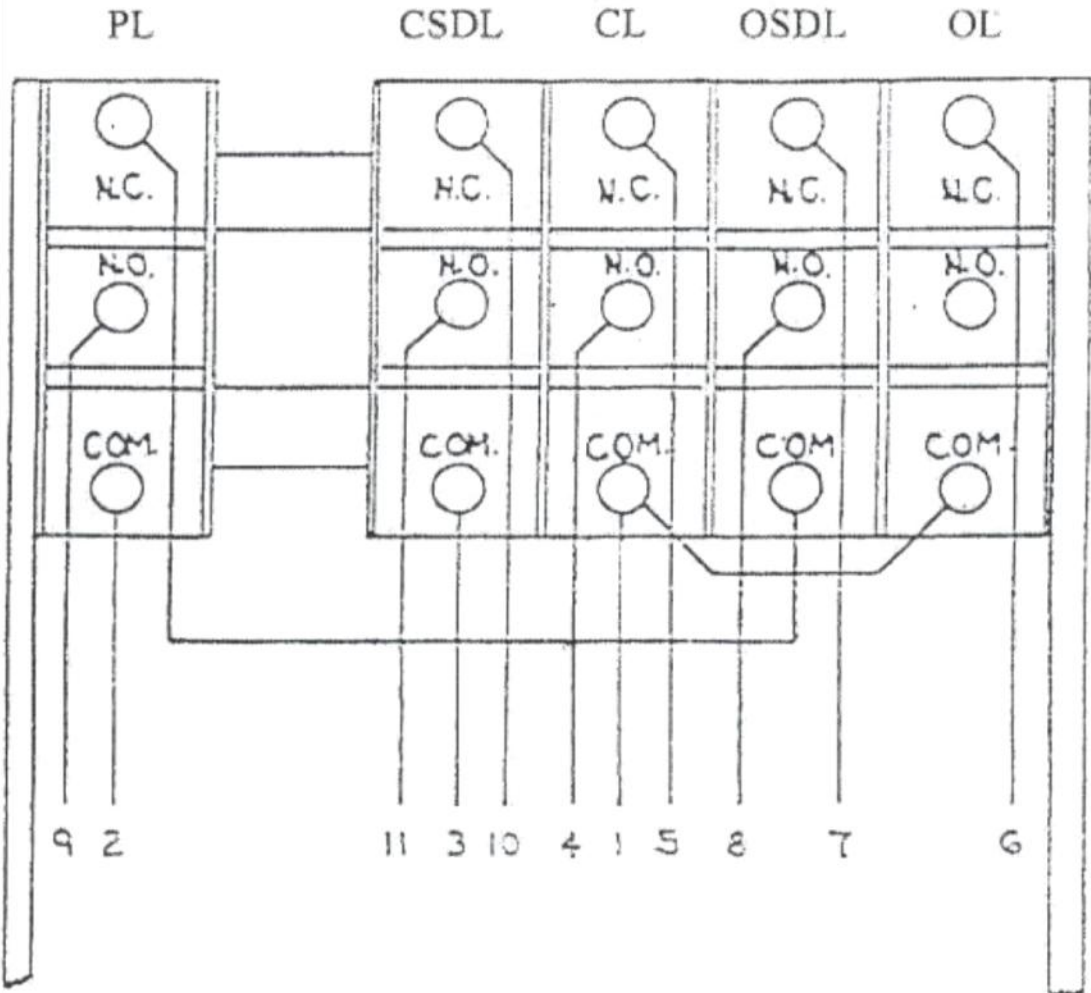 PL CSDL CL OSDL OL
N.C. N.C. N.C. N.C. N.C.
N.O. N.O. N.O. N.O. N.O.
COM. COM. COM. COM COM.
9 2 11 3 10 4 1 5 8 7 6